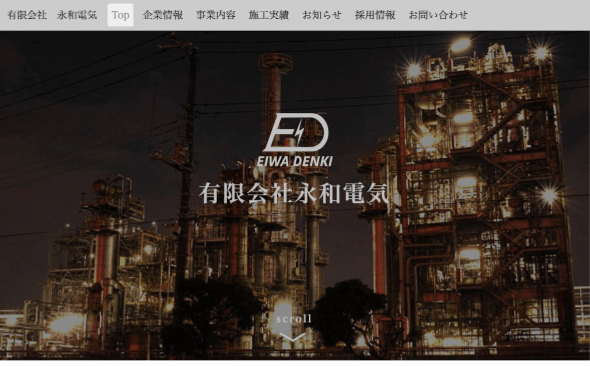 有限会社 永和電気 Top 企業情報 事業内容 施工実績 お知らせ 採用情報 お問い合わせ
EIWA DENKI
有限会社永和電気
scroll